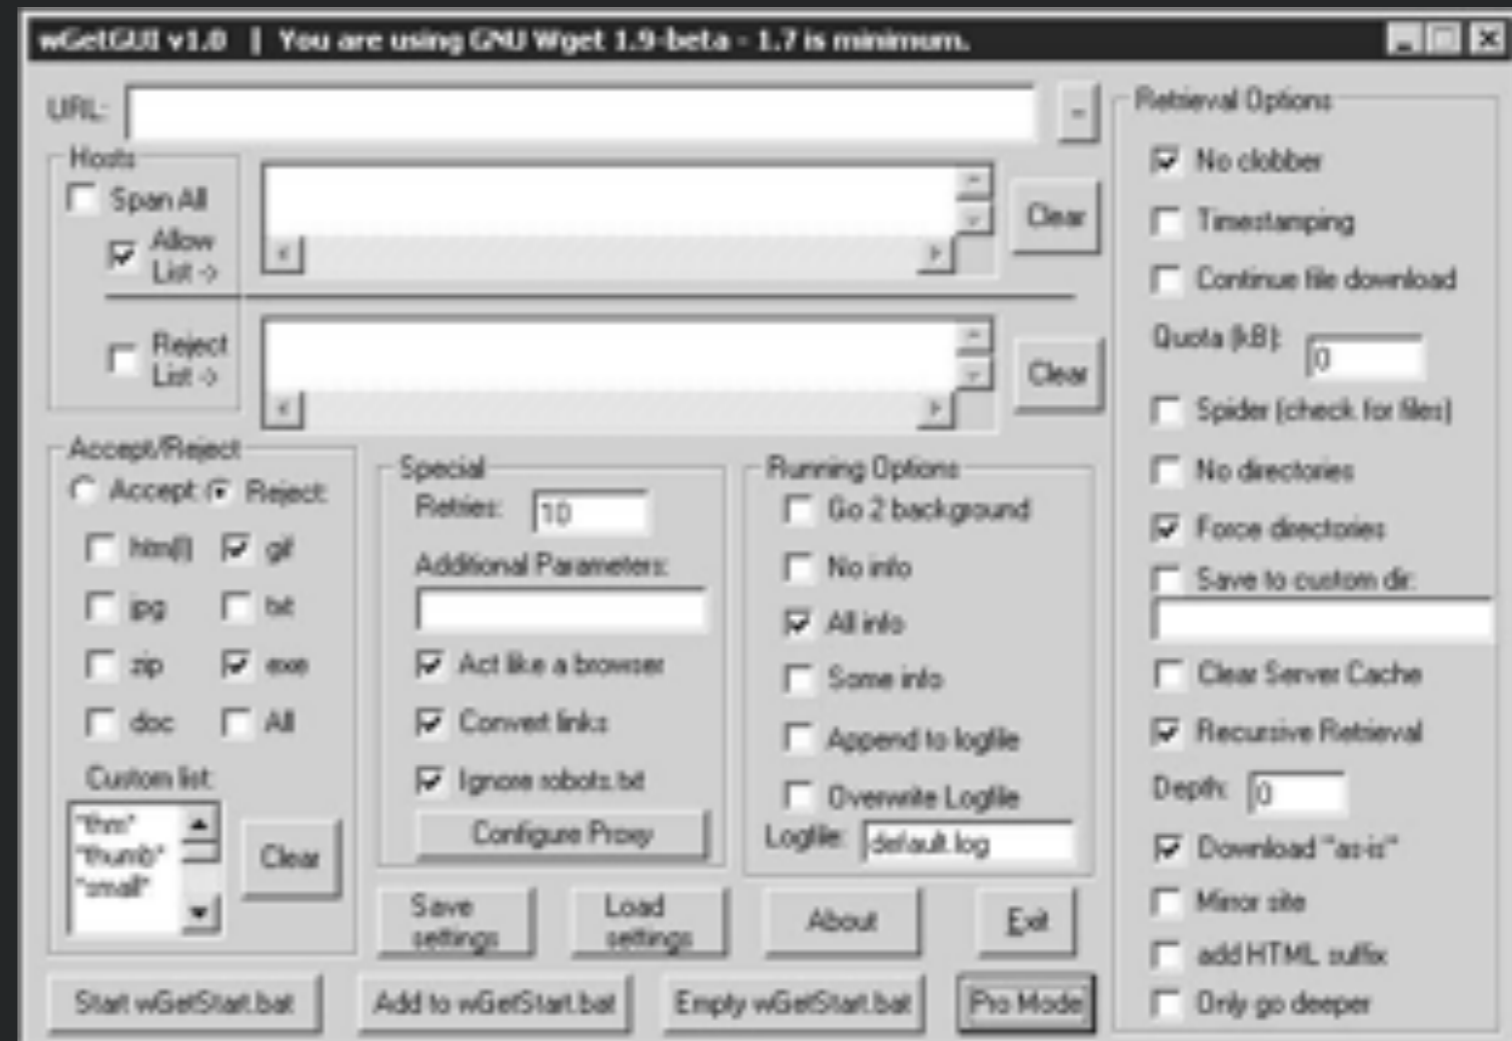 wGetGUI v1.0 | You are using GNU Wget 1.9-beta - 1.7 is minimum.
URL:
Hosts
Span All
Allow
List ->
Clear
Reject
List ->
Clear
Accept/Reject
Accept: Reject:
htm(l) gif
jpg txt
zip exe
doc All
Custom list:
*thm*
*thumb*
*small*
Clear
Special
Retries: 10
Additional Parameters:
Act like a browser
Convert links
Ignore robots.txt
Configure Proxy
Running Options
Go 2 background
No info
All info
Some info
Append to logfile
Overwrite Logfile
Logfile: default.log
Save
settings
Load
settings
About
Exit
Start wGetStart.bat
Add to wGetStart.bat
Empty wGetStart.bat
Pro Mode
Retrieval Options
No clobber
Timestamping
Continue file download
Quota (kB): 0
Spider (check for files)
No directories
Force directories
Save to custom dir:
Clear Server Cache
Recursive Retrieval
Depth: 0
Download "as-is"
Mirror site
add HTML suffix
Only go deeper